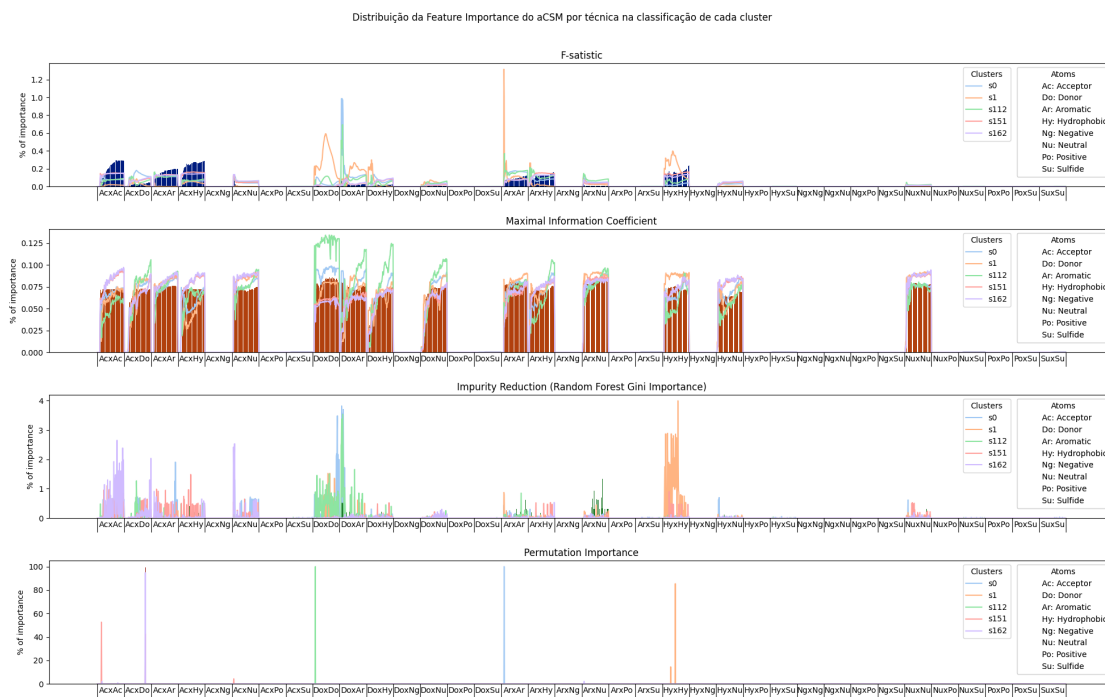 Distribuição da Feature Importance do aCSM por técnica na classificação de cada cluster
F-satistic
% of importance
1.2
1.0
0.8
0.6
0.4
0.2
0.0
AcxAc AcxDo AcxAr AcxHy AcxNg AcxNu AcxPo AcxSu DoxDo DoxAr DoxHy DoxNg DoxNu DoxPo DoxSu ArxAr ArxHy ArxNg ArxNu ArxPo ArxSu HyxHy HyxNg HyxNu HyxPo HyxSu NgxNg NgxNu NgxPo NgxSu NuxNu NuxPo NuxSu PoxPo PoxSu SuxSu
Clusters
s0
s1
s112
s151
s162
Atoms
Ac: Acceptor
Do: Donor
Ar: Aromatic
Hy: Hydrophobic
Ng: Negative
Nu: Neutral
Po: Positive
Su: Sulfide
Maximal Information Coefficient
% of importance
0.125
0.100
0.075
0.050
0.025
0.000
AcxAc AcxDo AcxAr AcxHy AcxNg AcxNu AcxPo AcxSu DoxDo DoxAr DoxHy DoxNg DoxNu DoxPo DoxSu ArxAr ArxHy ArxNg ArxNu ArxPo ArxSu HyxHy HyxNg HyxNu HyxPo HyxSu NgxNg NgxNu NgxPo NgxSu NuxNu NuxPo NuxSu PoxPo PoxSu SuxSu
Clusters
s0
s1
s112
s151
s162
Atoms
Ac: Acceptor
Do: Donor
Ar: Aromatic
Hy: Hydrophobic
Ng: Negative
Nu: Neutral
Po: Positive
Su: Sulfide
Impurity Reduction (Random Forest Gini Importance)
% of importance
4
3
2
1
0
AcxAc AcxDo AcxAr AcxHy AcxNg AcxNu AcxPo AcxSu DoxDo DoxAr DoxHy DoxNg DoxNu DoxPo DoxSu ArxAr ArxHy ArxNg ArxNu ArxPo ArxSu HyxHy HyxNg HyxNu HyxPo HyxSu NgxNg NgxNu NgxPo NgxSu NuxNu NuxPo NuxSu PoxPo PoxSu SuxSu
Clusters
s0
s1
s112
s151
s162
Atoms
Ac: Acceptor
Do: Donor
Ar: Aromatic
Hy: Hydrophobic
Ng: Negative
Nu: Neutral
Po: Positive
Su: Sulfide
Permutation Importance
% of importance
100
80
60
40
20
0
AcxAc AcxDo AcxAr AcxHy AcxNg AcxNu AcxPo AcxSu DoxDo DoxAr DoxHy DoxNg DoxNu DoxPo DoxSu ArxAr ArxHy ArxNg ArxNu ArxPo ArxSu HyxHy HyxNg HyxNu HyxPo HyxSu NgxNg NgxNu NgxPo NgxSu NuxNu NuxPo NuxSu PoxPo PoxSu SuxSu
Clusters
s0
s1
s112
s151
s162
Atoms
Ac: Acceptor
Do: Donor
Ar: Aromatic
Hy: Hydrophobic
Ng: Negative
Nu: Neutral
Po: Positive
Su: Sulfide